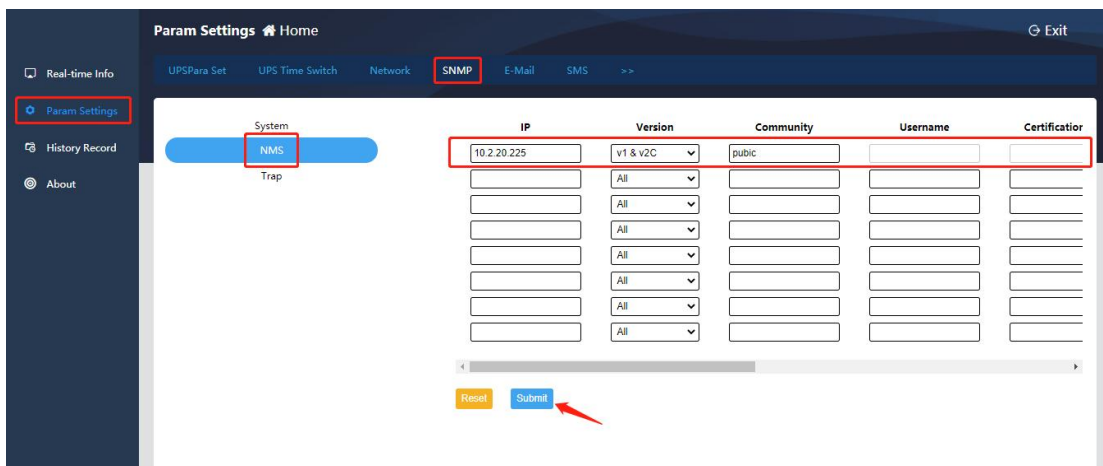 Param Settings Home Exit
Real-time Info
Param Settings
History Record
About
UPSPara Set UPS Time Switch Network SNMP E-Mail SMS >>
System
NMS
Trap
IP Version Community Username Certification
10.2.20.225 v1 & v2C pubic
All
All
All
All
All
All
All
Reset Submit